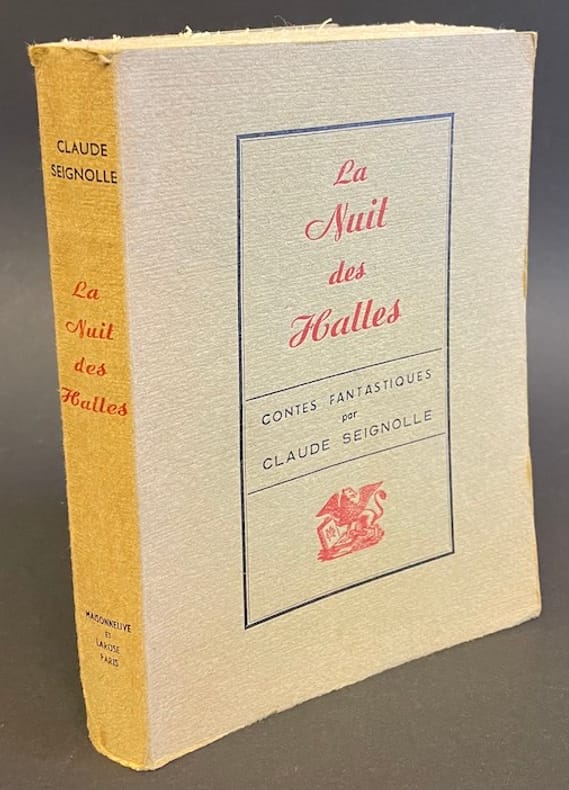 CLAUDE
SEIGNOLLE
La
Nuit
des
Halles
MAISONNEUVE
ET
LAROSE
PARIS
La
Nuit
des
Halles
CONTES FANTASTIQUES
par
CLAUDE SEIGNOLLE